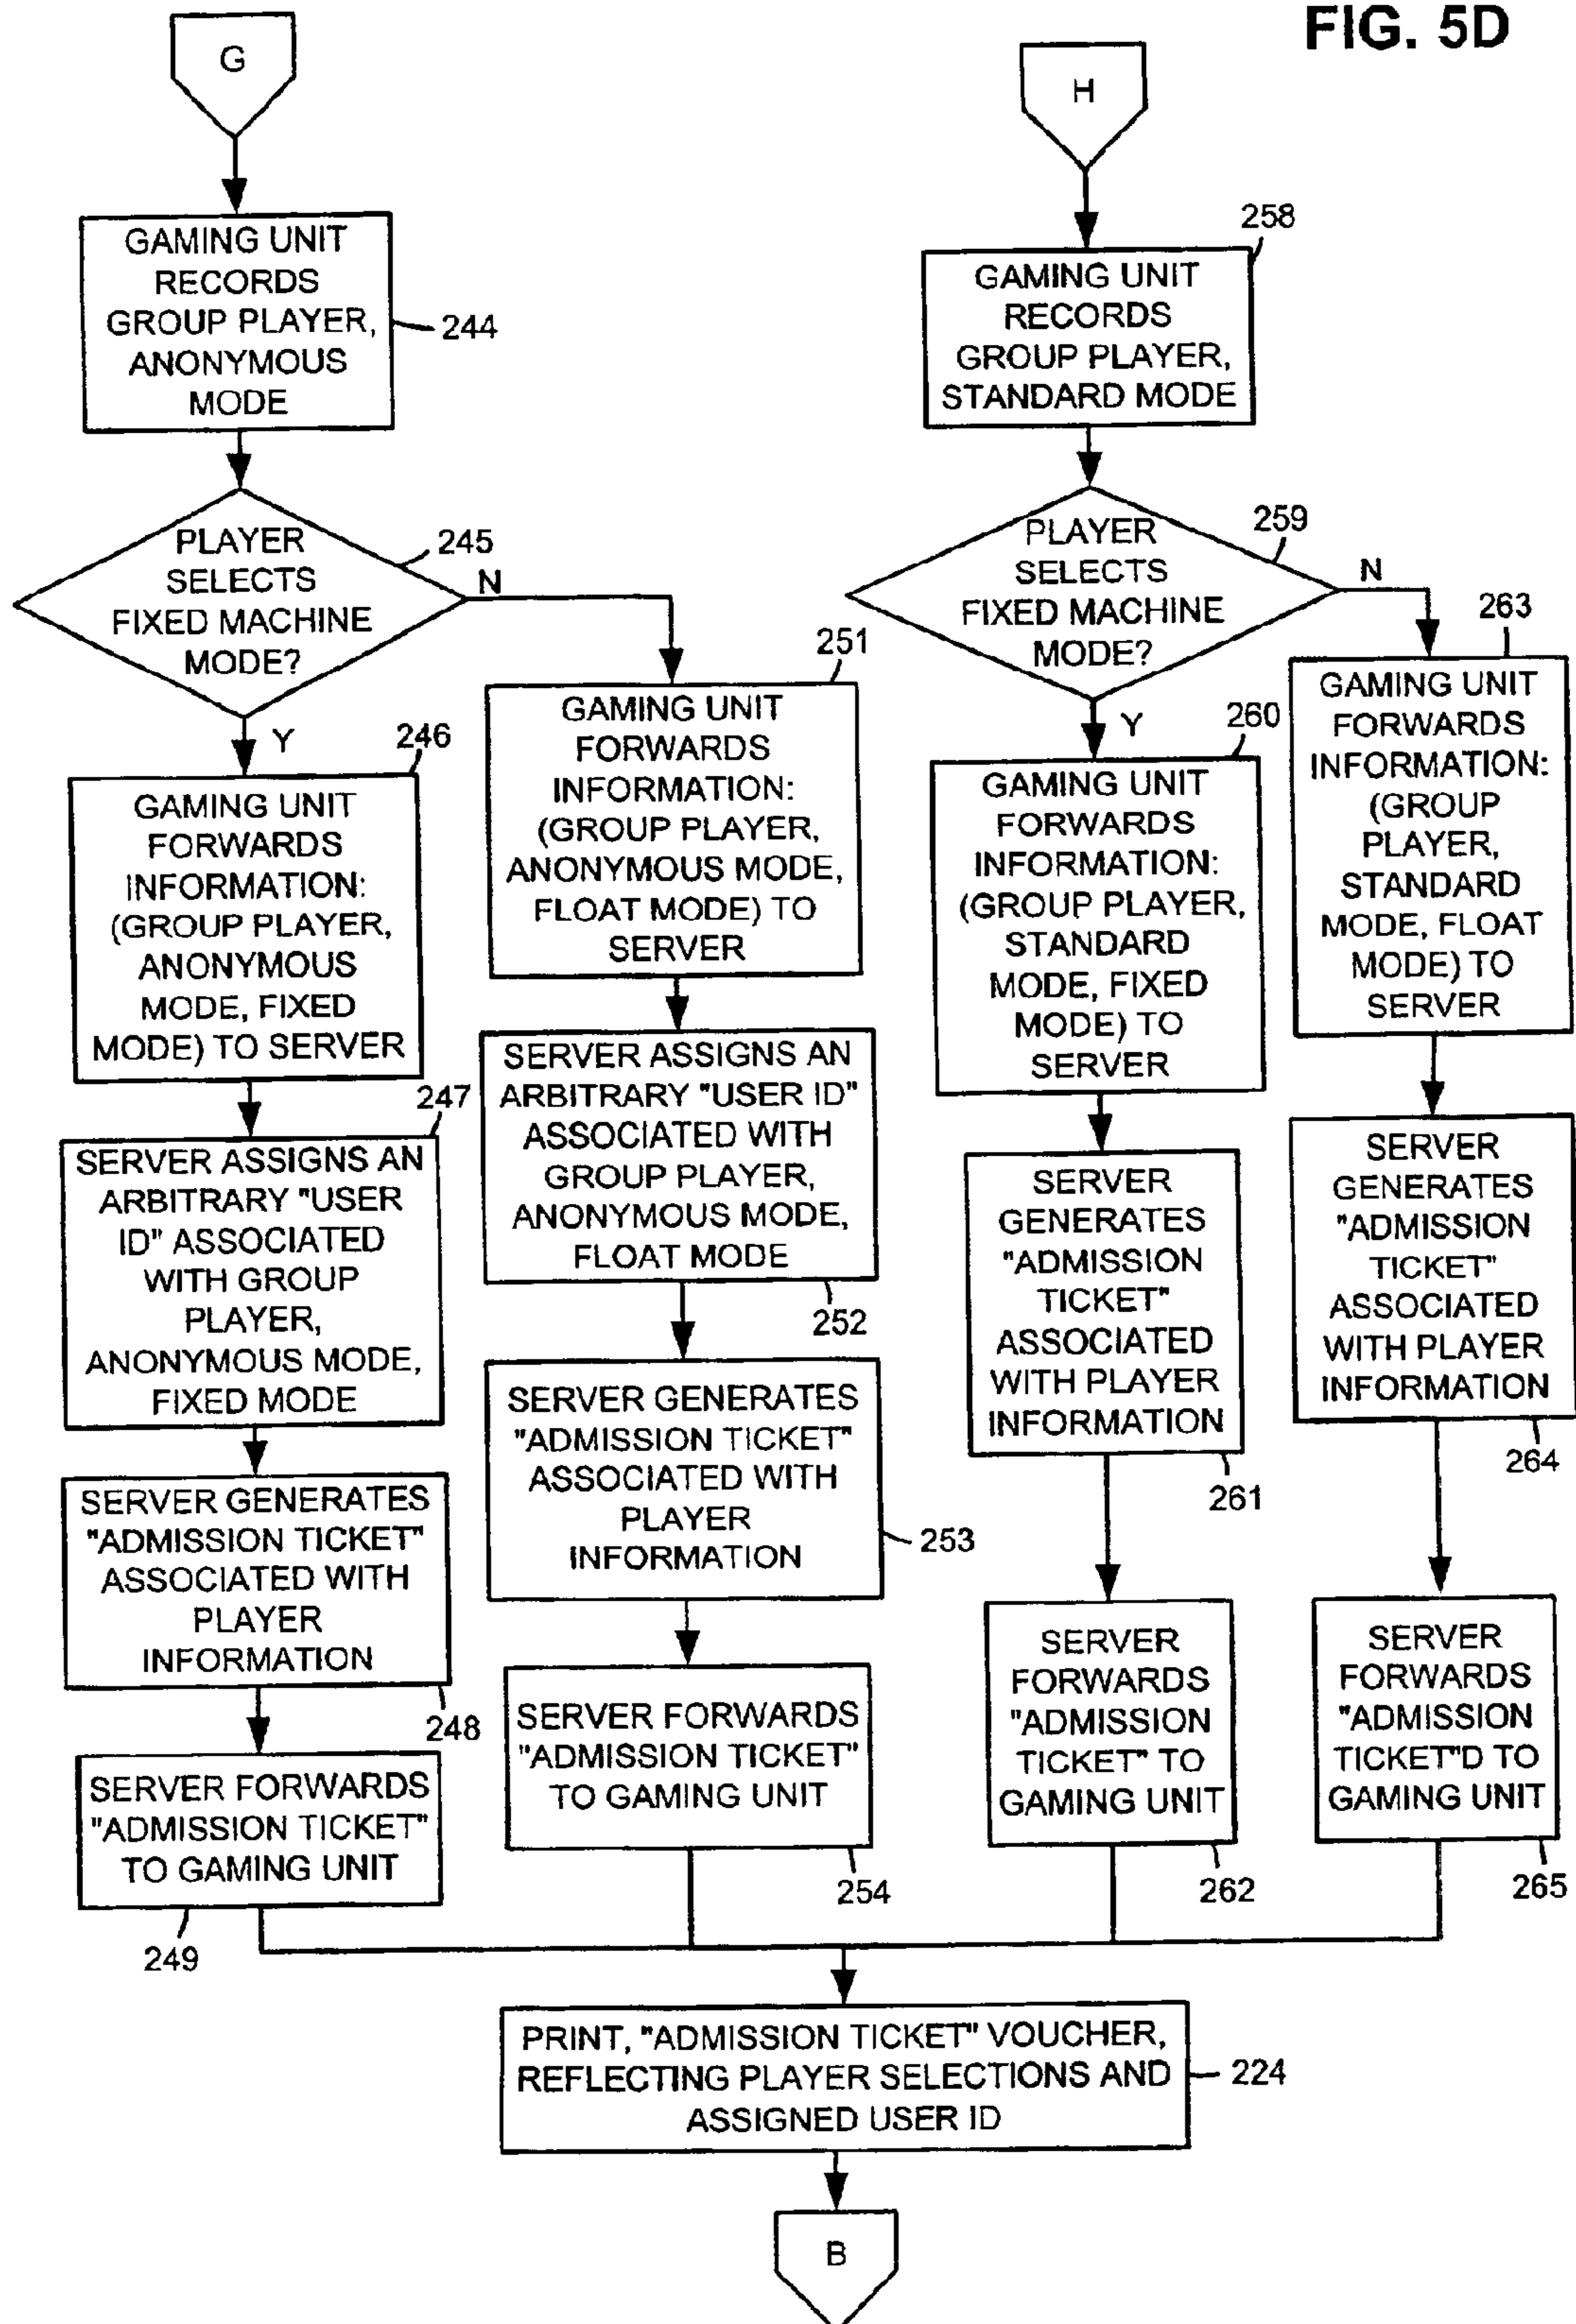 FIG. 5D
G
GAMING UNIT
RECORDS
GROUP PLAYER,
ANONYMOUS
MODE
244
PLAYER
SELECTS
FIXED MACHINE
MODE?
245
N
Y
246
GAMING UNIT
FORWARDS
INFORMATION:
(GROUP PLAYER,
ANONYMOUS
MODE, FIXED
MODE) TO SERVER
247
SERVER ASSIGNS AN
ARBITRARY "USER
ID" ASSOCIATED
WITH GROUP
PLAYER,
ANONYMOUS MODE,
FIXED MODE
SERVER GENERATES
"ADMISSION TICKET"
ASSOCIATED WITH
PLAYER
INFORMATION
248
SERVER FORWARDS
"ADMISSION TICKET"
TO GAMING UNIT
249
251
GAMING UNIT
FORWARDS
INFORMATION:
(GROUP PLAYER,
ANONYMOUS MODE,
FLOAT MODE) TO
SERVER
SERVER ASSIGNS AN
ARBITRARY "USER ID"
ASSOCIATED WITH
GROUP PLAYER,
ANONYMOUS MODE,
FLOAT MODE
252
SERVER GENERATES
"ADMISSION TICKET"
ASSOCIATED WITH
PLAYER
INFORMATION
253
SERVER FORWARDS
"ADMISSION TICKET"
TO GAMING UNIT
254
H
258
GAMING UNIT
RECORDS
GROUP PLAYER,
STANDARD MODE
PLAYER
SELECTS
FIXED MACHINE
MODE?
259
N
Y
260
GAMING UNIT
FORWARDS
INFORMATION:
(GROUP PLAYER,
STANDARD
MODE, FIXED
MODE) TO
SERVER
SERVER
GENERATES
"ADMISSION
TICKET"
ASSOCIATED
WITH PLAYER
INFORMATION
261
SERVER
FORWARDS
"ADMISSION
TICKET" TO
GAMING UNIT
262
263
GAMING UNIT
FORWARDS
INFORMATION:
(GROUP
PLAYER,
STANDARD
MODE, FLOAT
MODE) TO
SERVER
SERVER
GENERATES
"ADMISSION
TICKET"
ASSOCIATED
WITH PLAYER
INFORMATION
264
SERVER
FORWARDS
"ADMISSION
TICKET"D TO
GAMING UNIT
265
PRINT, "ADMISSION TICKET" VOUCHER,
REFLECTING PLAYER SELECTIONS AND
ASSIGNED USER ID
224
B